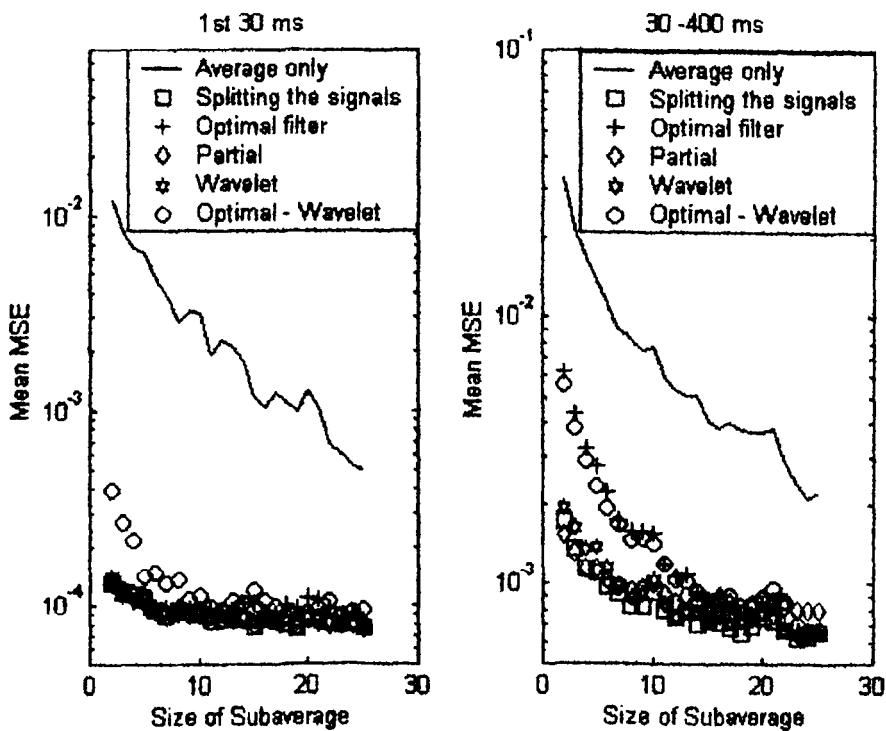 1st 30 ms
Average only
Splitting the signals
Optimal filter
Partial
Wavelet
Optimal - Wavelet
10^-2
10^-3
10^-4
Mean MSE
0
10
20
30
Size of Subaverage
30 -400 ms
Average only
Splitting the signals
Optimal filter
Partial
Wavelet
Optimal - Wavelet
10^-1
10^-2
10^-3
Mean MSE
0
10
20
30
Size of Subaverage